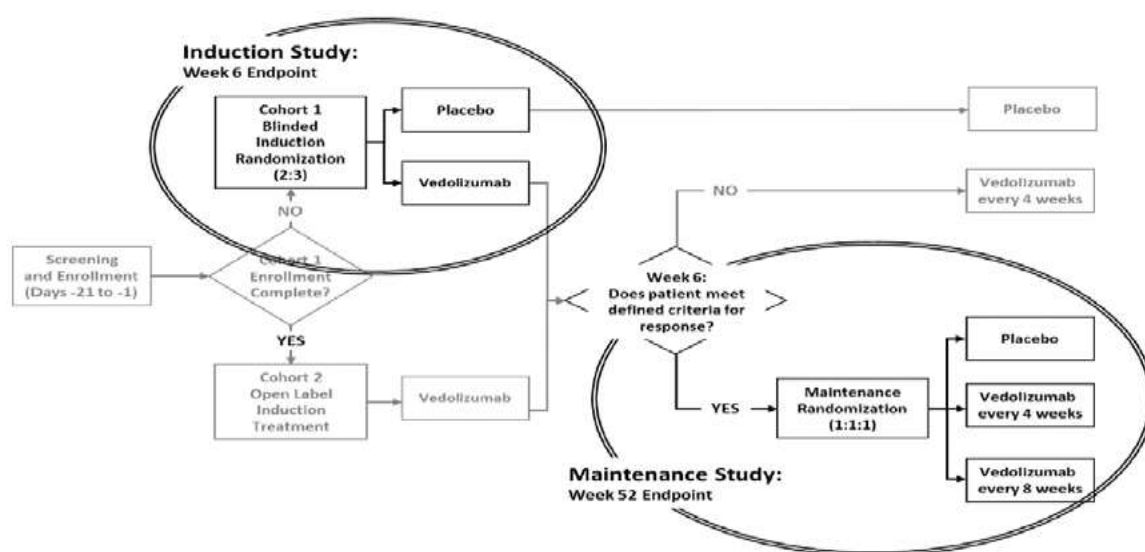 Induction Study:
Week 6 Endpoint
Cohort 1
Blinded
Induction
Randomization
(2:3)
Placebo
Vedolizumab
Placebo
NO
Vedolizumab
every 4 weeks
NO
Screening
and Enrollment
(Days -21 to -1)
Cohort 1
Enrollment
Complete?
YES
Cohort 2
Open Label
Induction
Treatment
Vedolizumab
Week 6:
Does patient meet
defined criteria for
response?
YES
Maintenance
Randomization
(1:1:1)
Placebo
Vedolizumab
every 4 weeks
Vedolizumab
every 8 weeks
Maintenance Study:
Week 52 Endpoint